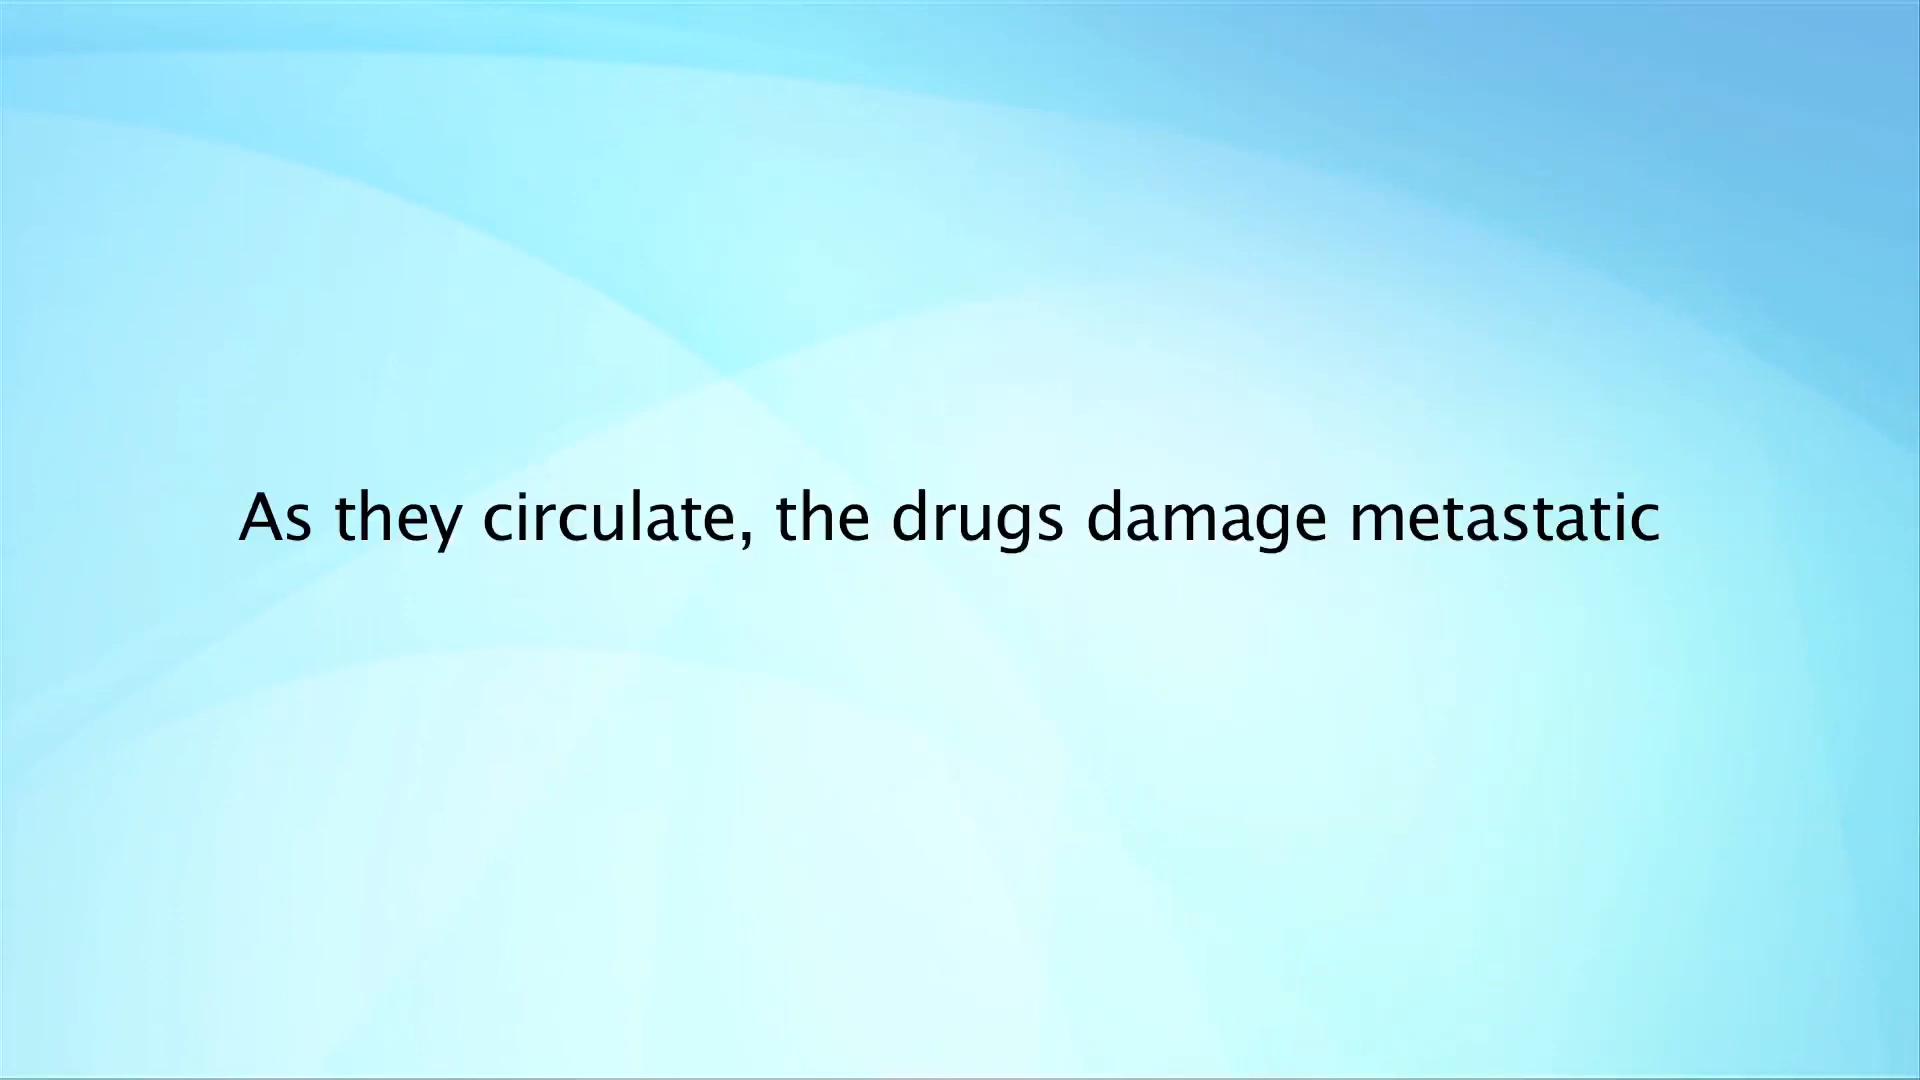 As they circulate, the drugs damage metastatic